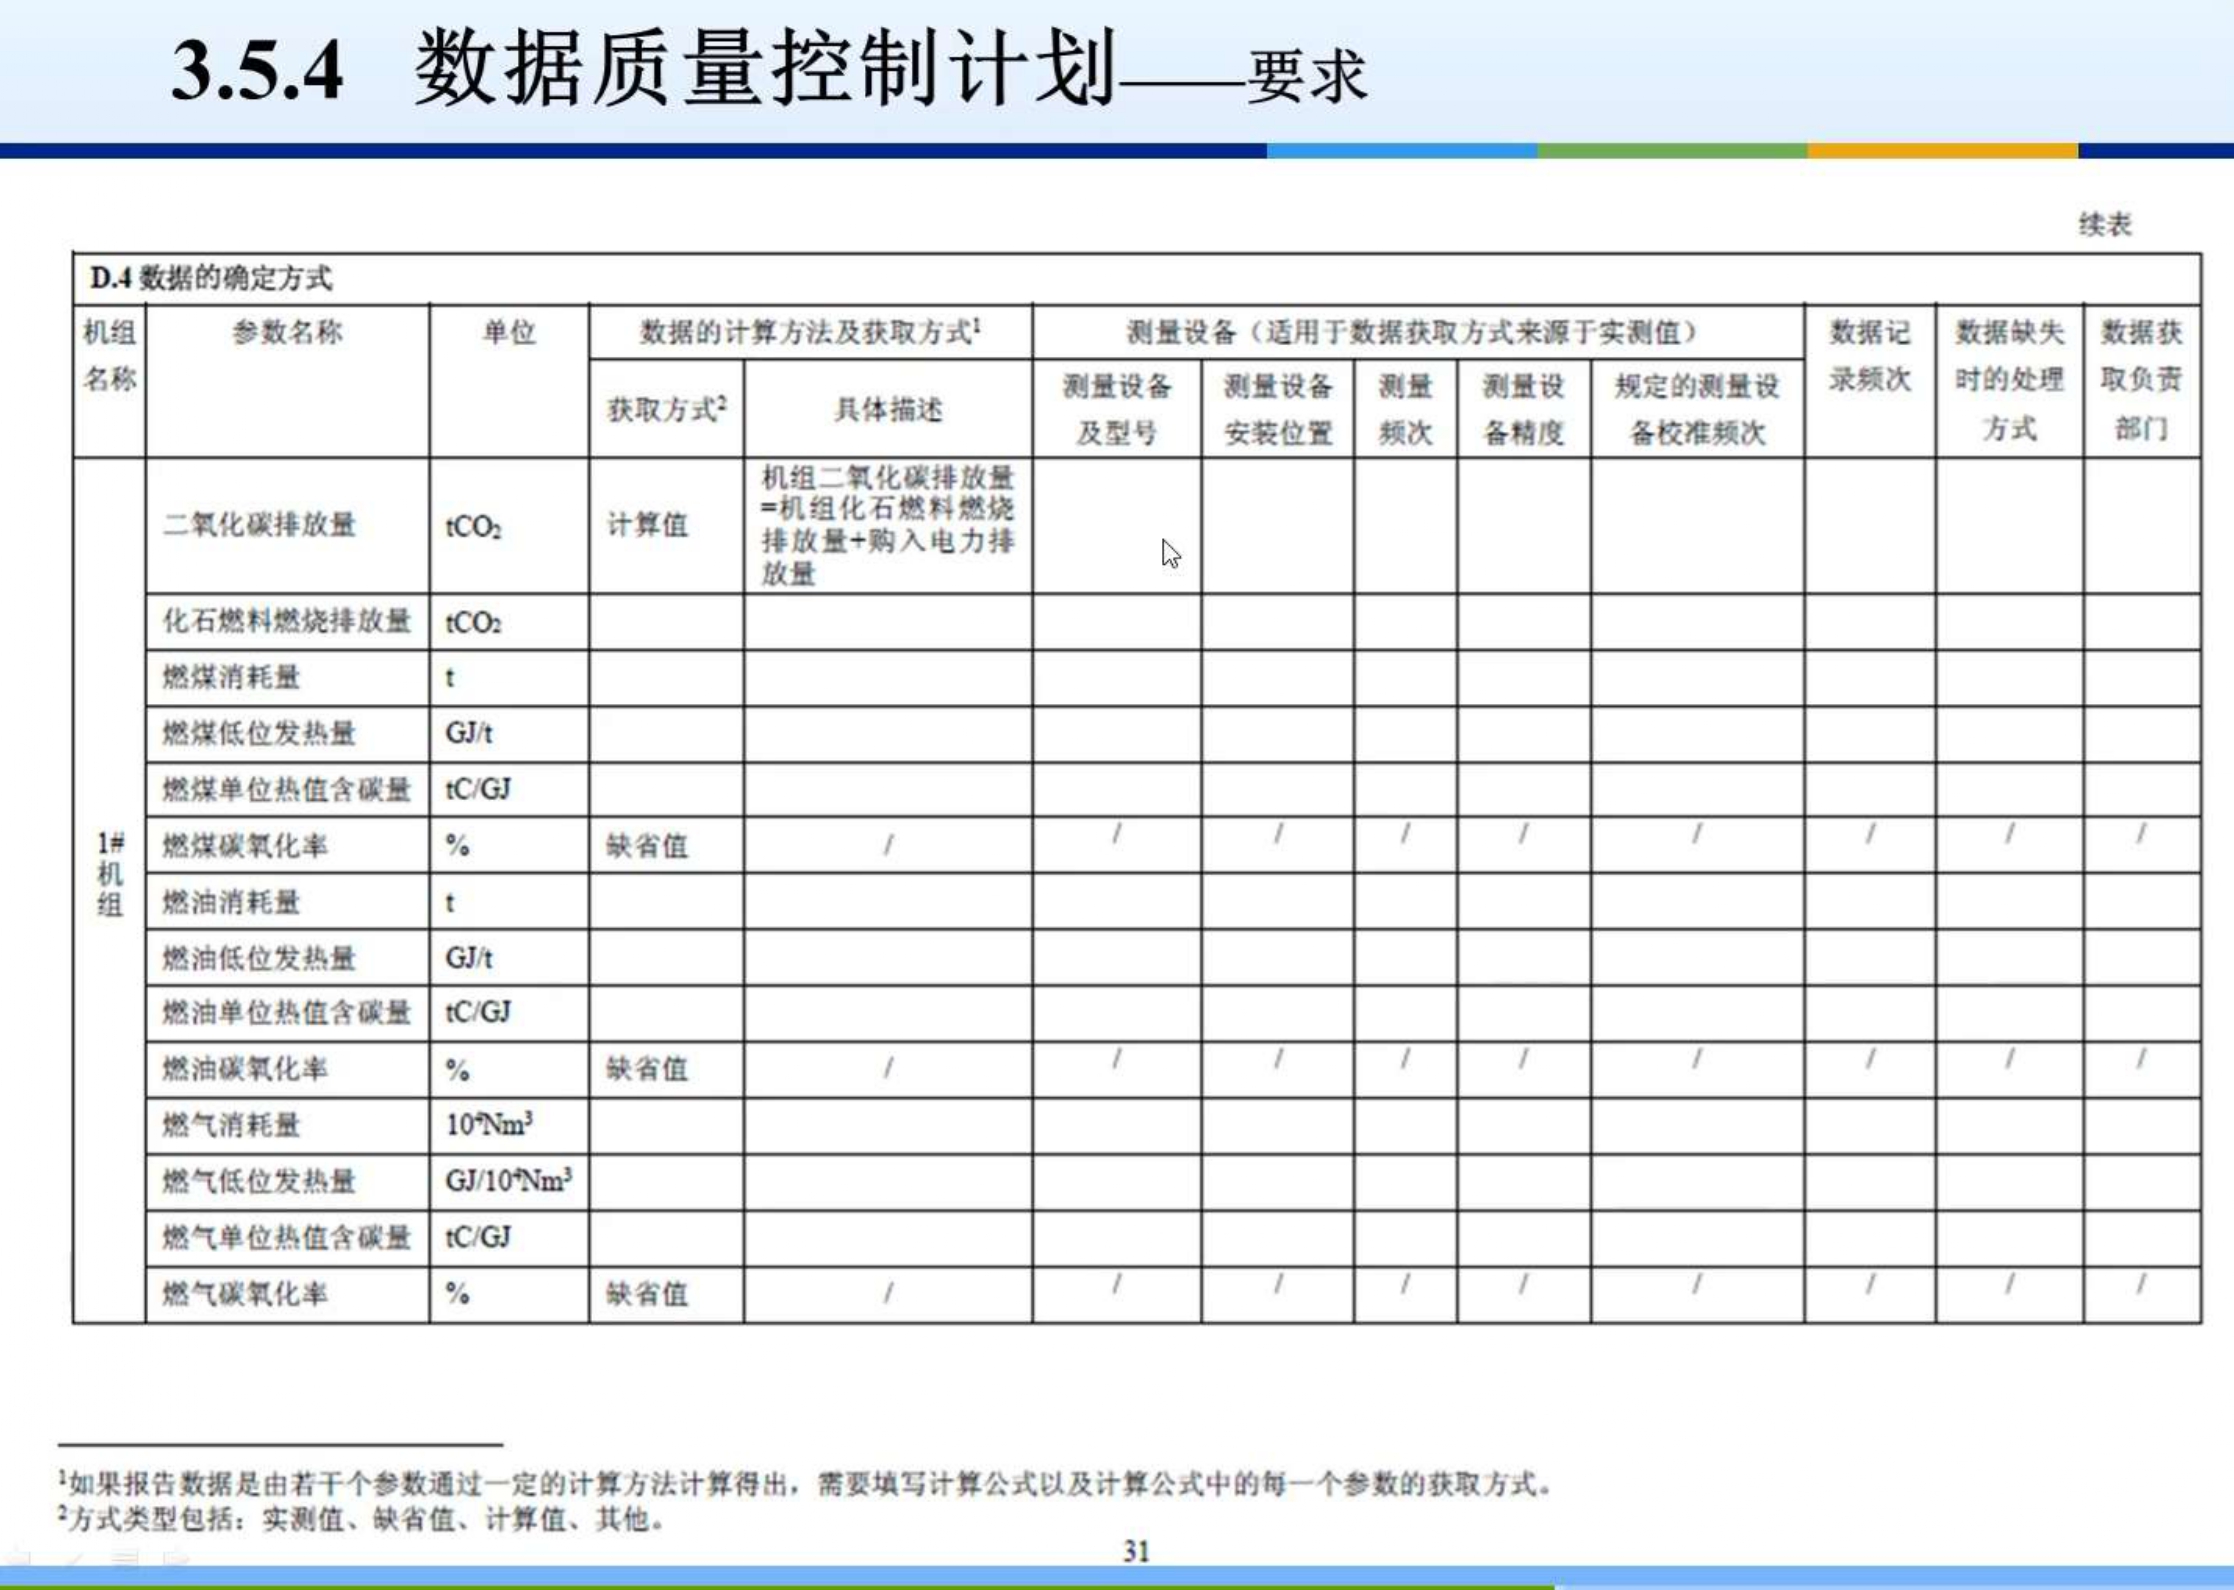 3.5.4 数据质量控制计划——要求
续表
D.4 数据的确定方式
机组名称 参数名称 单位 数据的计算方法及获取方式¹ 测量设备（适用于数据获取方式来源于实测值） 数据记录频次 数据缺失时的处理方式 数据获取负责部门
获取方式² 具体描述 测量设备及型号 测量设备安装位置 测量频次 测量设备精度 规定的测量设备校准频次
1#机组
二氧化碳排放量 tCO₂ 计算值 机组二氧化碳排放量=机组化石燃料燃烧排放量+购入电力排放量
化石燃料燃烧排放量 tCO₂
燃煤消耗量 t
燃煤低位发热量 GJ/t
燃煤单位热值含碳量 tC/GJ
燃煤碳氧化率 % 缺省值 / / / / / / / / /
燃油消耗量 t
燃油低位发热量 GJ/t
燃油单位热值含碳量 tC/GJ
燃油碳氧化率 % 缺省值 / / / / / / / / /
燃气消耗量 10⁴Nm³
燃气低位发热量 GJ/10⁴Nm³
燃气单位热值含碳量 tC/GJ
燃气碳氧化率 % 缺省值 / / / / / / / / /
¹如果报告数据是由若干个参数通过一定的计算方法计算得出，需要填写计算公式以及计算公式中的每一个参数的获取方式。
²方式类型包括：实测值、缺省值、计算值、其他。
31